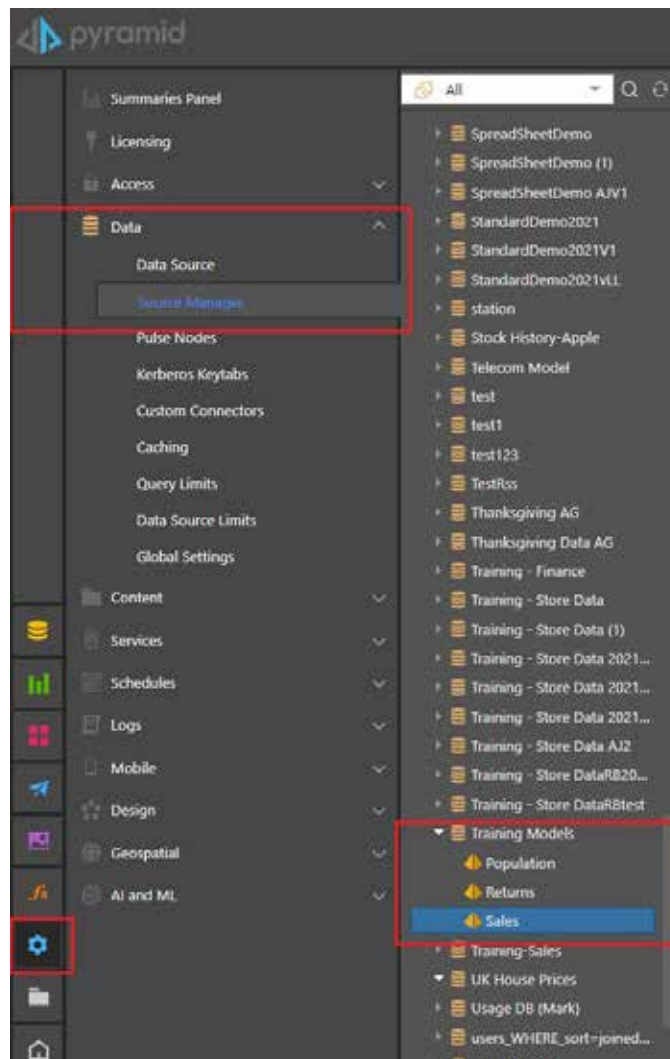 pyramid
Summaries Panel
Licensing
Access
Data
Data Source
Source Manager
Pulse Nodes
Kerberos Keytabs
Custom Connectors
Caching
Query Limits
Data Source Limits
Global Settings
Content
Services
Schedules
Logs
Mobile
Design
Geospatial
AI and ML
fx
All
SpreadSheetDemo
SpreadSheetDemo (1)
SpreadSheetDemo AJV1
StandardDemo2021
StandardDemo2021V1
StandardDemo2021vLL
station
Stock History-Apple
Telecom Model
test
test1
test123
TestRss
Thanksgiving AG
Thanksgiving Data AG
Training - Finance
Training - Store Data
Training - Store Data (1)
Training - Store Data 2021...
Training - Store Data 2021...
Training - Store Data 2021...
Training - Store Data AJ2
Training - Store DataRB20...
Training - Store DataRBtest
Training Models
Population
Returns
Sales
Training-Sales
UK House Prices
Usage DB (Mark)
users_WHERE_sort=joined...